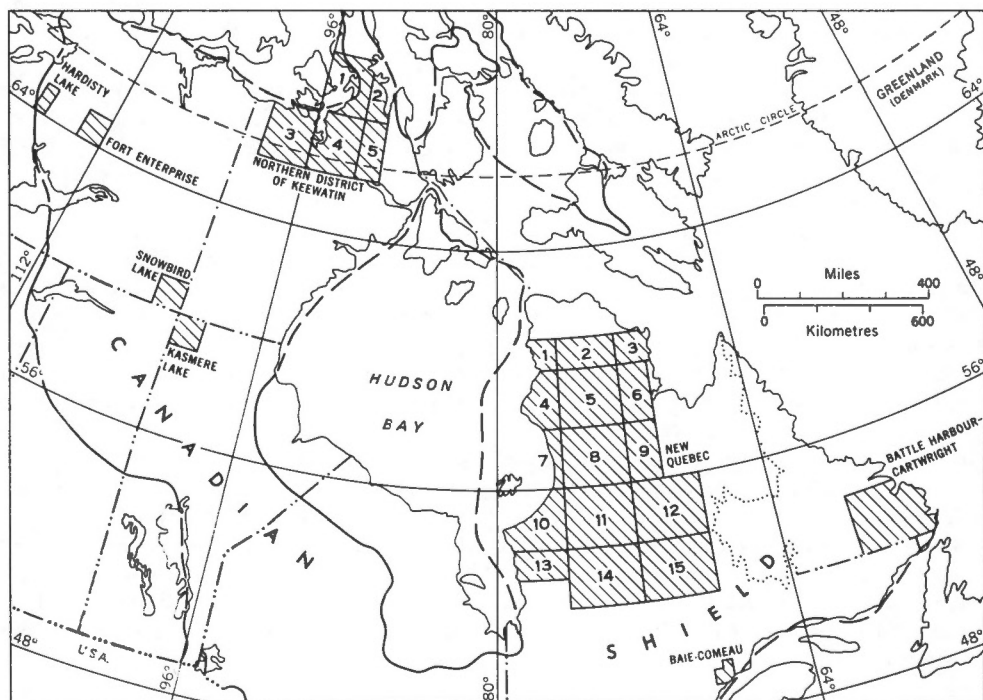 96°
80°
64°
48°
HARDISTY
LAKE
64°
FORT ENTERPRISE
1
2
3
4
5
NORTHERN DISTRICT
OF KEEWATIN
GREENLAND
(DENMARK)
64°
ARCTIC CIRCLE
112°
SNOWBIRD
LAKE
KASMERE
LAKE
48°
Miles
0 400
0 600
Kilometres
56°
56°
HUDSON
BAY
CANADIAN
SHIELD
1
2
3
4
5
6
7
8
9
NEW
QUEBEC
10
11
12
13
14
15
BATTLE HARBOUR-
CARTWRIGHT
BAIE-COMEAU
48°
U.S.A.
96°
80°
64°
48°